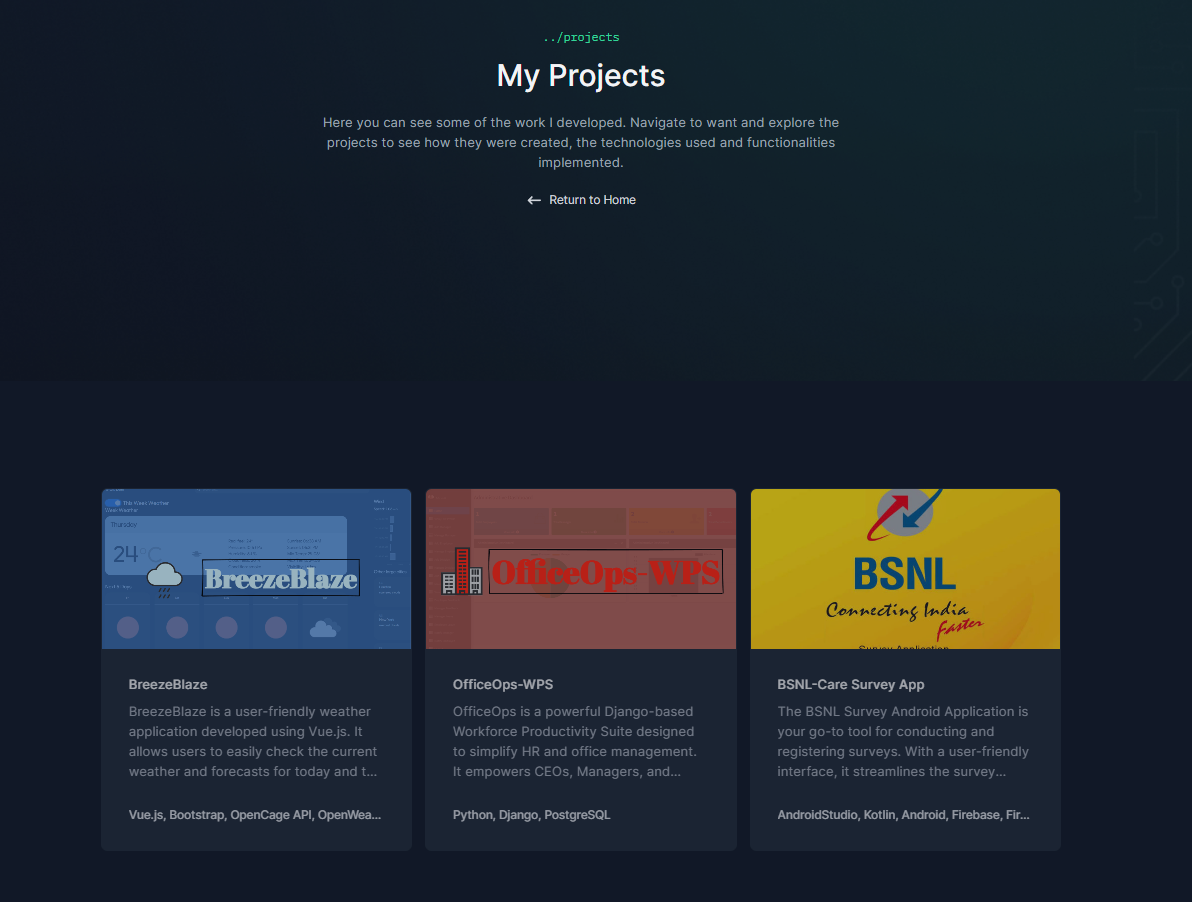 ../projects
My Projects
Here you can see some of the work I developed. Navigate to want and explore the
projects to see how they were created, the technologies used and functionalities
implemented.
Return to Home
This Week Weather
Week Weather
Thursday
24°C
BreezeBlaze
OfficeOps-WPS
BSNL
Connecting India
Faster
Survey Application
BreezeBlaze
BreezeBlaze is a user-friendly weather
application developed using Vue.js. It
allows users to easily check the current
weather and forecasts for today and t...
Vue.js, Bootstrap, OpenCage API, OpenWea...
OfficeOps-WPS
OfficeOps is a powerful Django-based
Workforce Productivity Suite designed
to simplify HR and office management.
It empowers CEOs, Managers, and...
Python, Django, PostgreSQL
BSNL-Care Survey App
The BSNL Survey Android Application is
your go-to tool for conducting and
registering surveys. With a user-friendly
interface, it streamlines the survey...
AndroidStudio, Kotlin, Android, Firebase, Fir...